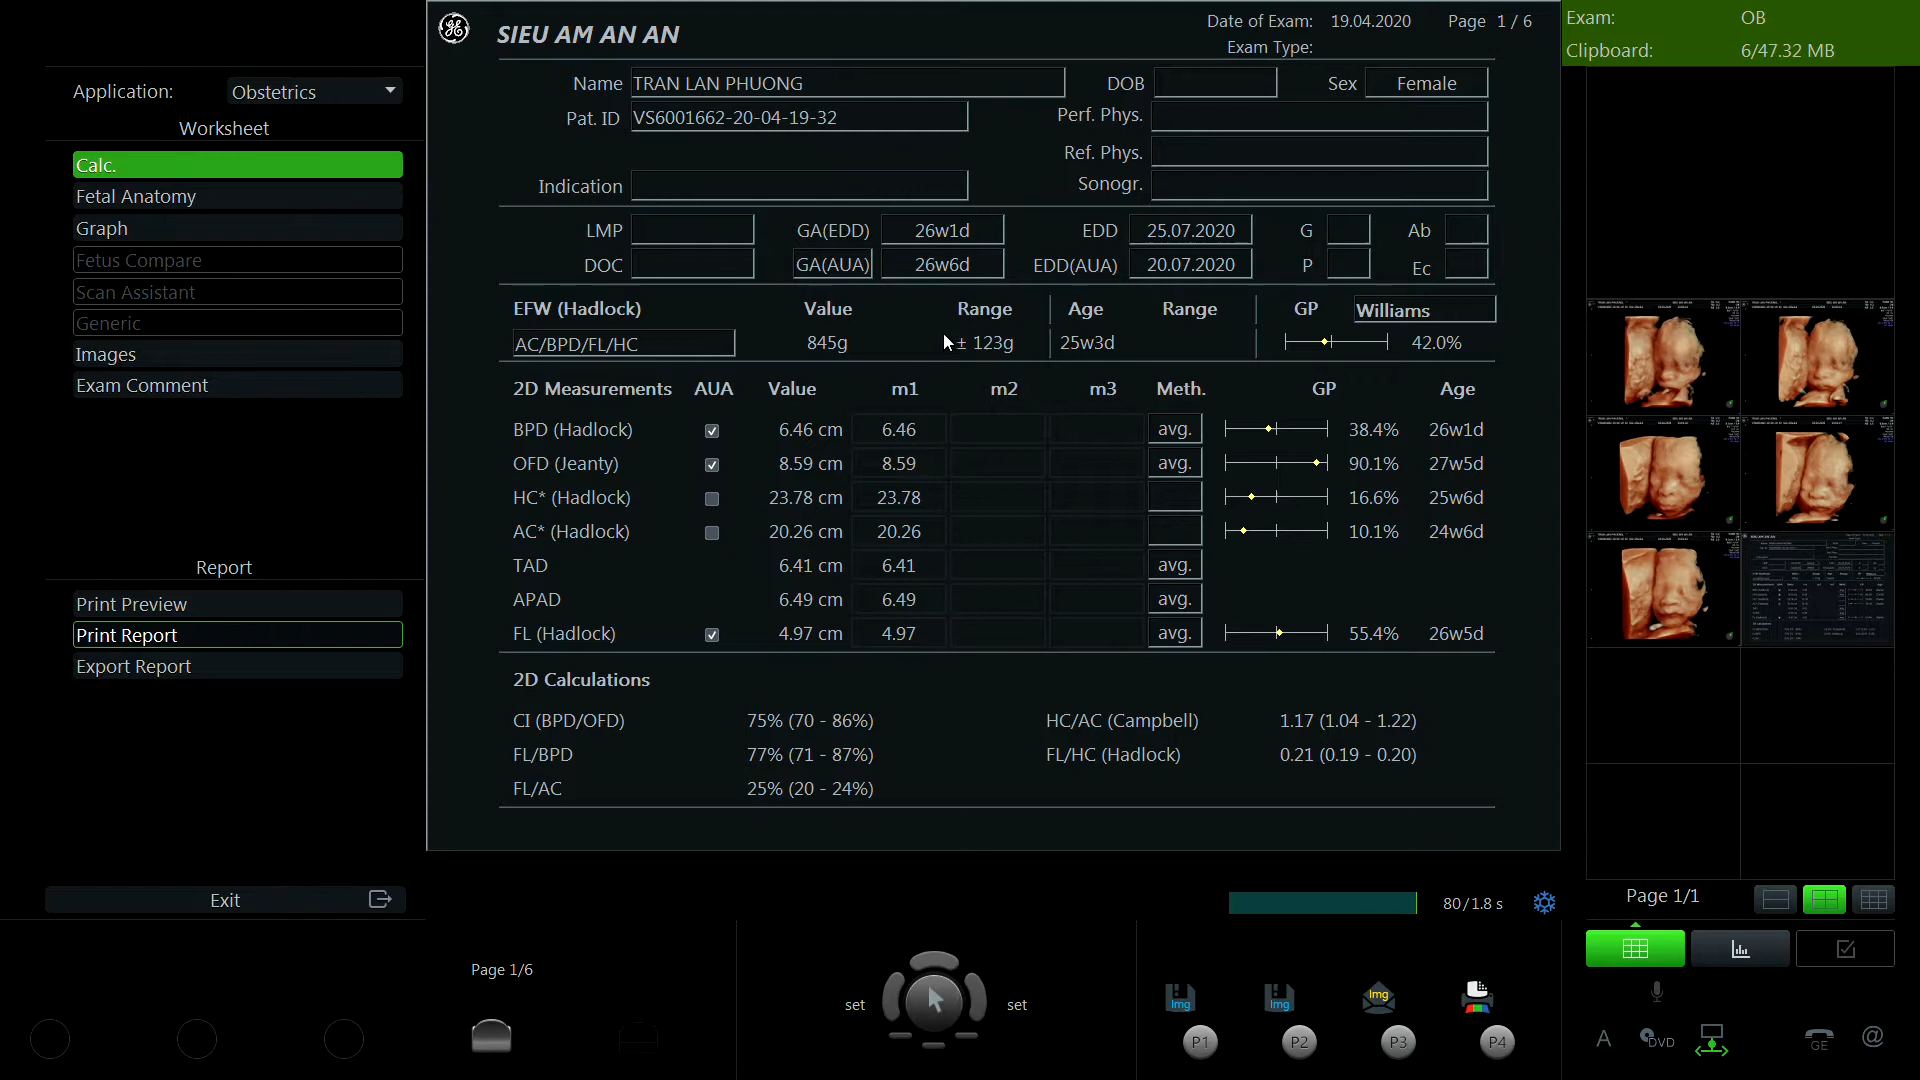 SIEU AM AN AN
Date of Exam: 19.04.2020 Page 1 / 6
Exam Type:
Exam: OB
Clipboard: 6/47.32 MB
Application: Obstetrics
Worksheet
Calc.
Fetal Anatomy
Graph
Fetus Compare
Scan Assistant
Generic
Images
Exam Comment
Report
Print Preview
Print Report
Export Report
Exit
Name TRAN LAN PHUONG DOB Sex Female
Pat. ID VS6001662-20-04-19-32 Perf. Phys.
Ref. Phys.
Indication Sonogr.
LMP GA(EDD) 26w1d EDD 25.07.2020 G Ab
DOC GA(AUA) 26w6d EDD(AUA) 20.07.2020 P Ec
EFW (Hadlock) Value Range Age Range GP Williams
AC/BPD/FL/HC 845g ± 123g 25w3d 42.0%
2D Measurements AUA Value m1 m2 m3 Meth. GP Age
BPD (Hadlock) 6.46 cm 6.46 avg. 38.4% 26w1d
OFD (Jeanty) 8.59 cm 8.59 avg. 90.1% 27w5d
HC* (Hadlock) 23.78 cm 23.78 16.6% 25w6d
AC* (Hadlock) 20.26 cm 20.26 10.1% 24w6d
TAD 6.41 cm 6.41 avg.
APAD 6.49 cm 6.49 avg.
FL (Hadlock) 4.97 cm 4.97 avg. 55.4% 26w5d
2D Calculations
CI (BPD/OFD) 75% (70 - 86%) HC/AC (Campbell) 1.17 (1.04 - 1.22)
FL/BPD 77% (71 - 87%) FL/HC (Hadlock) 0.21 (0.19 - 0.20)
FL/AC 25% (20 - 24%)
80/1.8 s
Page 1/1
Page 1/6
set set
Img Img Img
P1 P2 P3 P4
A DVD GE @